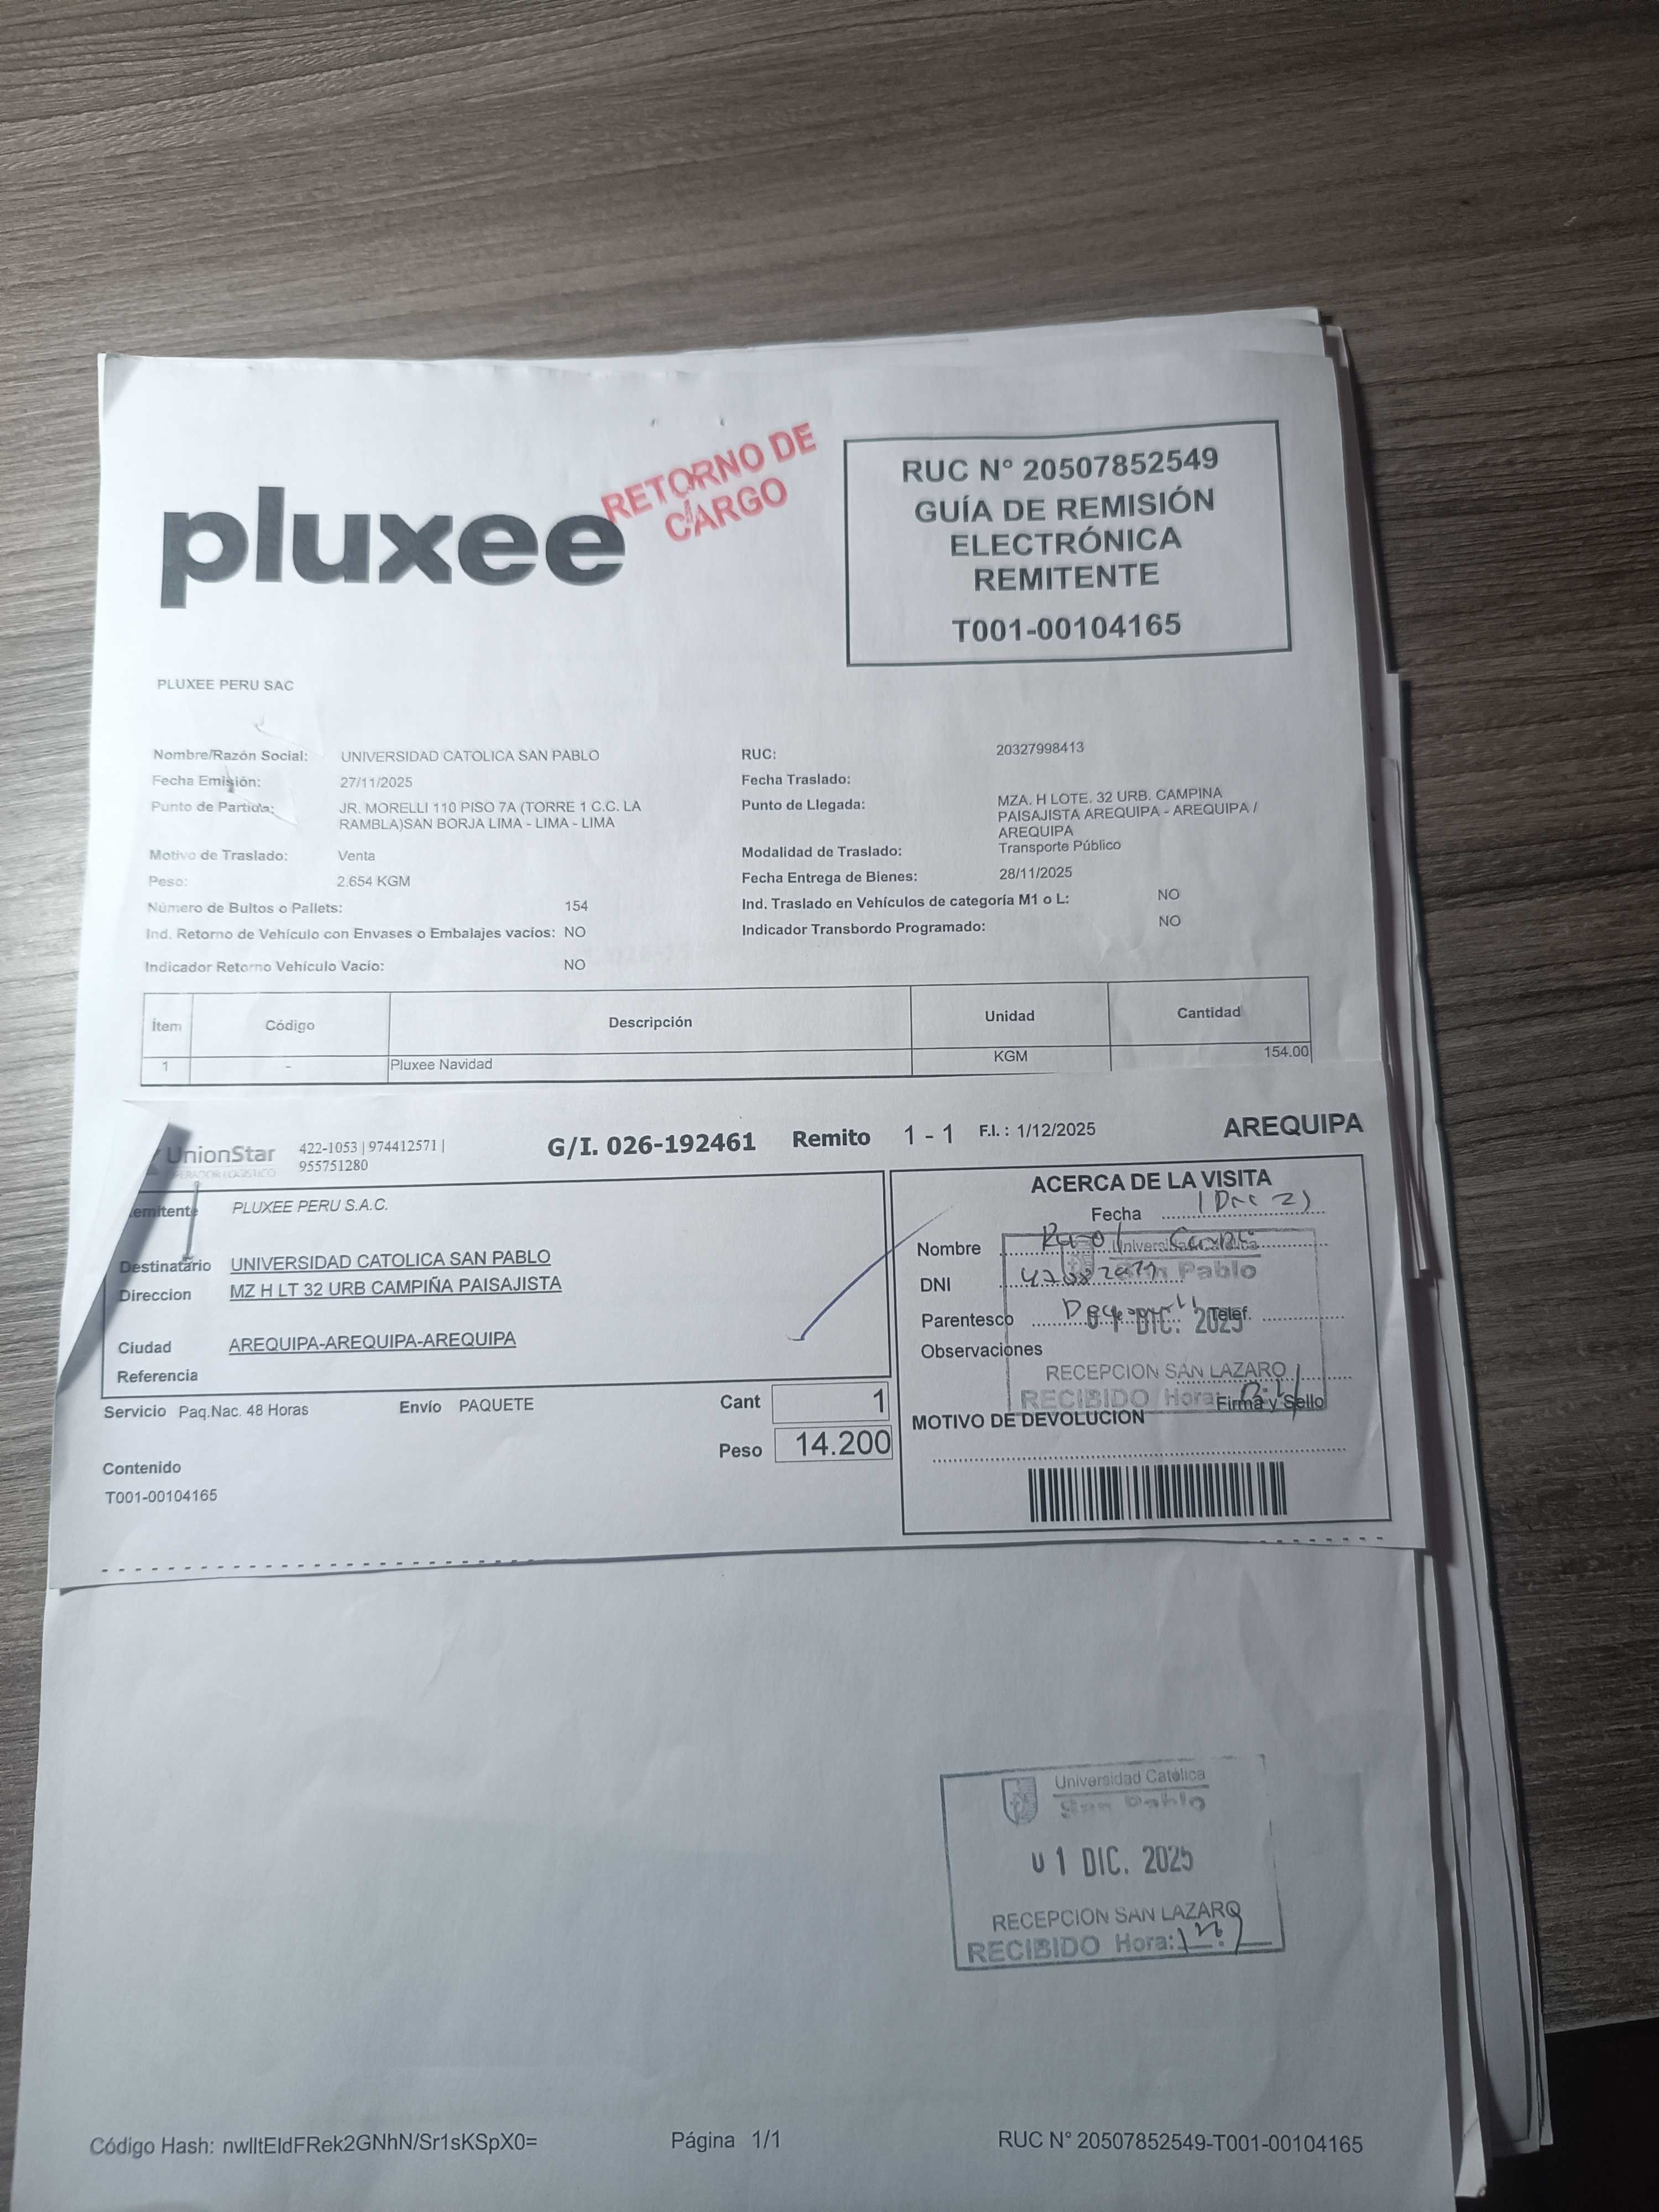 pluxee
RETORNO DE
CARGO
RUC N° 20507852549
GUÍA DE REMISIÓN
ELECTRÓNICA
REMITENTE
T001-00104165
PLUXEE PERU SAC
Nombre/Razón Social: UNIVERSIDAD CATOLICA SAN PABLO
RUC: 20327998413
Fecha Emisión: 27/11/2025
Fecha Traslado:
Punto de Partida: JR. MORELLI 110 PISO 7A (TORRE 1 C.C. LA
RAMBLA)SAN BORJA LIMA - LIMA - LIMA
Punto de Llegada: MZA. H LOTE. 32 URB. CAMPINA
PAISAJISTA AREQUIPA - AREQUIPA /
AREQUIPA
Motivo de Traslado: Venta
Modalidad de Traslado: Transporte Público
Peso: 2.654 KGM
Fecha Entrega de Bienes: 28/11/2025
Número de Bultos o Pallets: 154
Ind. Traslado en Vehículos de categoría M1 o L: NO
Ind. Retorno de Vehículo con Envases o Embalajes vacíos: NO
Indicador Transbordo Programado: NO
Indicador Retorno Vehículo Vacío: NO
Ítem Código Descripción Unidad Cantidad
1 - Pluxee Navidad KGM 154.00
UnionStar
OPERADOR LOGISTICO
422-1053 | 974412571 |
955751280
G/I. 026-192461 Remito 1 - 1 F.I. : 1/12/2025 AREQUIPA
emitente PLUXEE PERU S.A.C.
Destinatario UNIVERSIDAD CATOLICA SAN PABLO
Direccion MZ H LT 32 URB CAMPIÑA PAISAJISTA
Ciudad AREQUIPA-AREQUIPA-AREQUIPA
Referencia
Servicio Paq.Nac. 48 Horas Envío PAQUETE Cant 1
Peso 14.200
Contenido
T001-00104165
ACERCA DE LA VISITA
Fecha
Nombre
Universidad Católica
San Pablo
DNI
Parentesco Telef.
01 DIC. 2025
Observaciones
RECEPCION SAN LAZARO
RECIBIDO Hora:
Firma y Sello
MOTIVO DE DEVOLUCION
Universidad Católica
San Pablo
01 DIC. 2025
RECEPCION SAN LAZARO
RECIBIDO Hora:
Código Hash: nwlltEldFRek2GNhN/Sr1sKSpX0=
Página 1/1
RUC N° 20507852549-T001-00104165